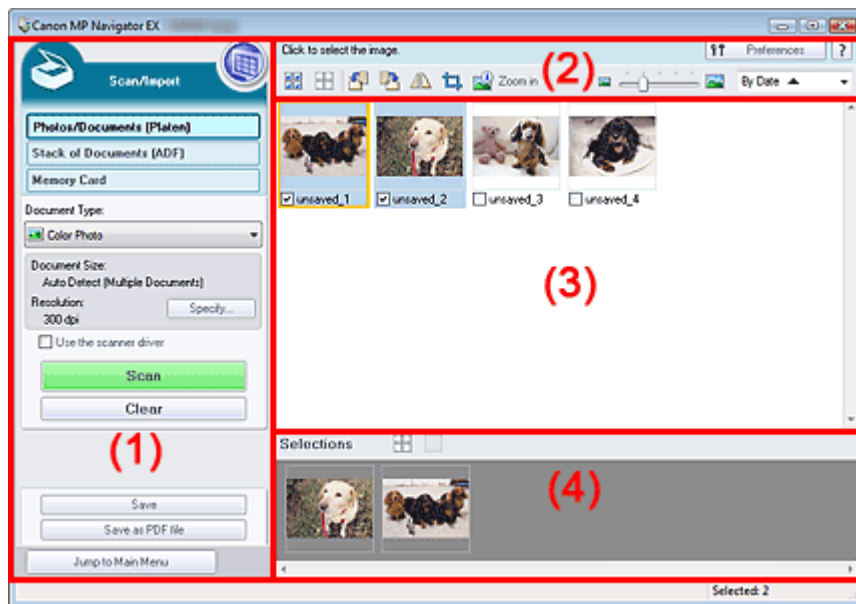 Canon MP Navigator EX
Scan/Import
Photos/Documents (Platen)
Stack of Documents (ADF)
Memory Card
Document Type:
Color Photo
Document Size:
Auto Detect (Multiple Documents)
Resolution:
300 dpi
Specify...
Use the scanner driver
Scan
Clear
(1)
Save
Save as PDF file
Jump to Main Menu
Click to select the image.
Preferences
?
Zoom in
(2)
By Date
unsaved_1
unsaved_2
unsaved_3
unsaved_4
(3)
Selections
(4)
Selected: 2